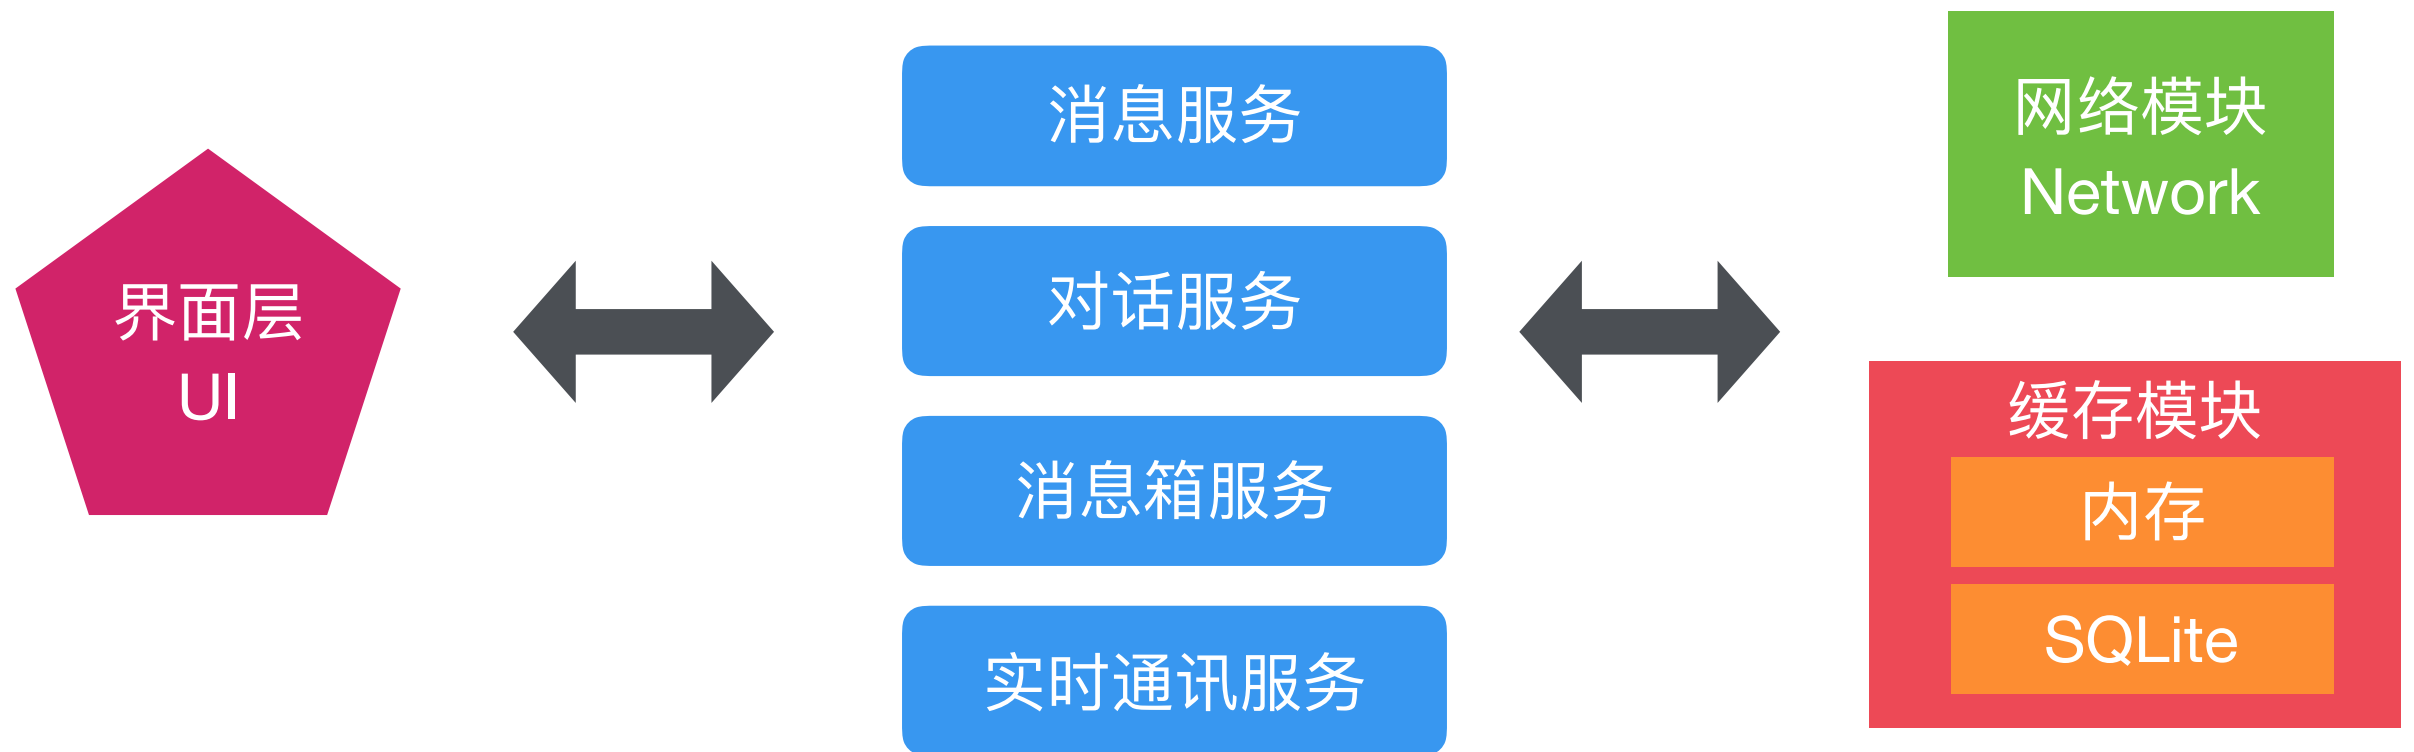 界面层
UI
消息服务
对话服务
消息箱服务
实时通讯服务
网络模块
Network
缓存模块
内存
SQLite